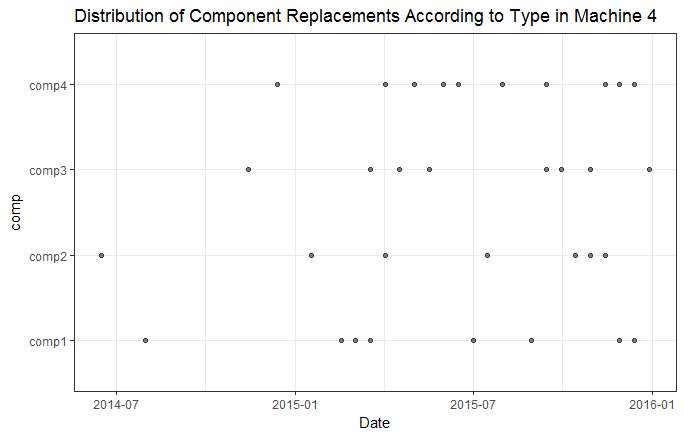 Distribution of Component Replacements According to Type in Machine 4
comp4
comp3
comp2
comp1
comp
2014-07
2015-01
2015-07
2016-01
Date